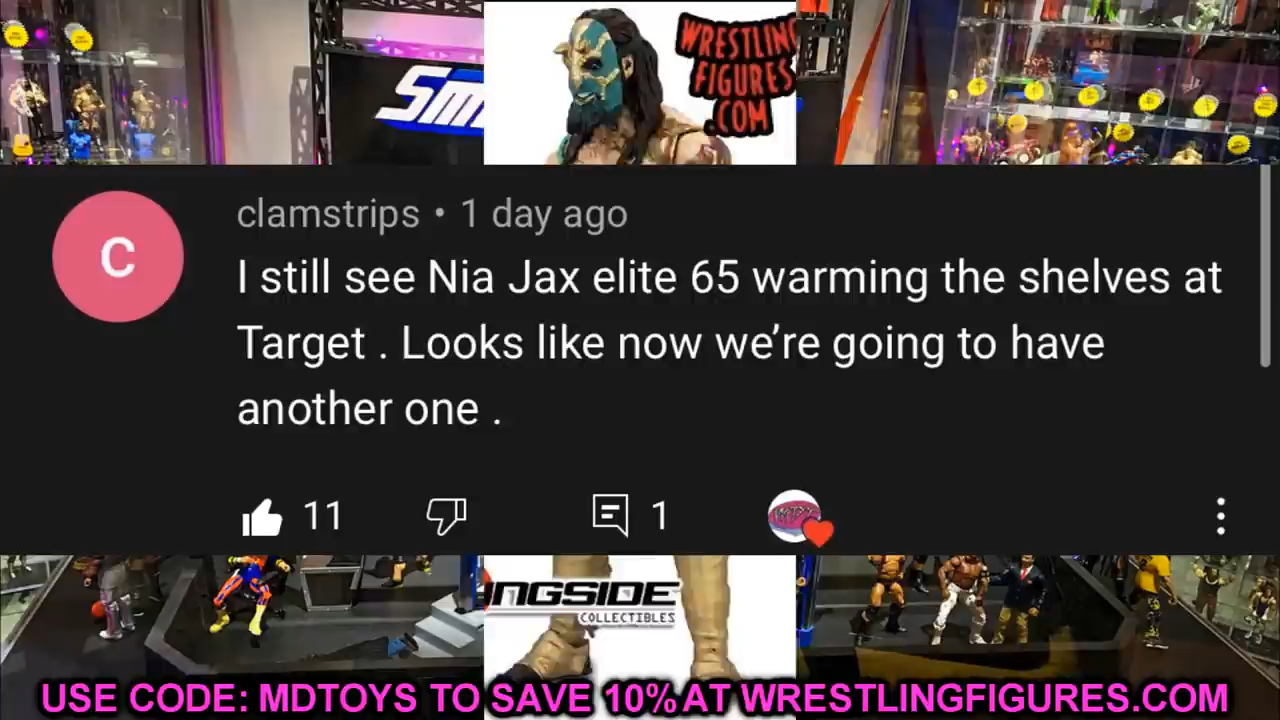 SM
WRESTLING
FIGURES
.COM
C
clamstrips • 1 day ago
I still see Nia Jax elite 65 warming the shelves at
Target . Looks like now we’re going to have
another one .
11
1
NGSIDE
COLLECTIBLES
USE CODE: MDTOYS TO SAVE 10% AT WRESTLINGFIGURES.COM